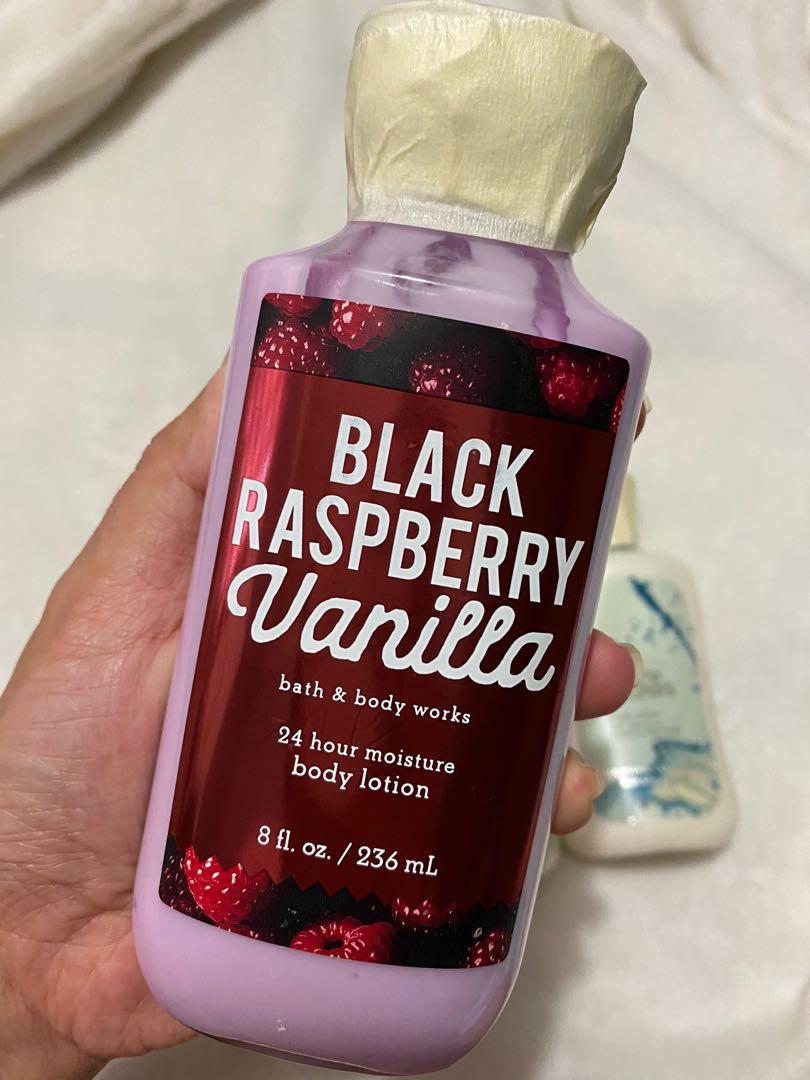 BLACK
RASPBERRY
Vanilla
bath & body works
24 hour moisture
body lotion
8 fl. oz. / 236 mL